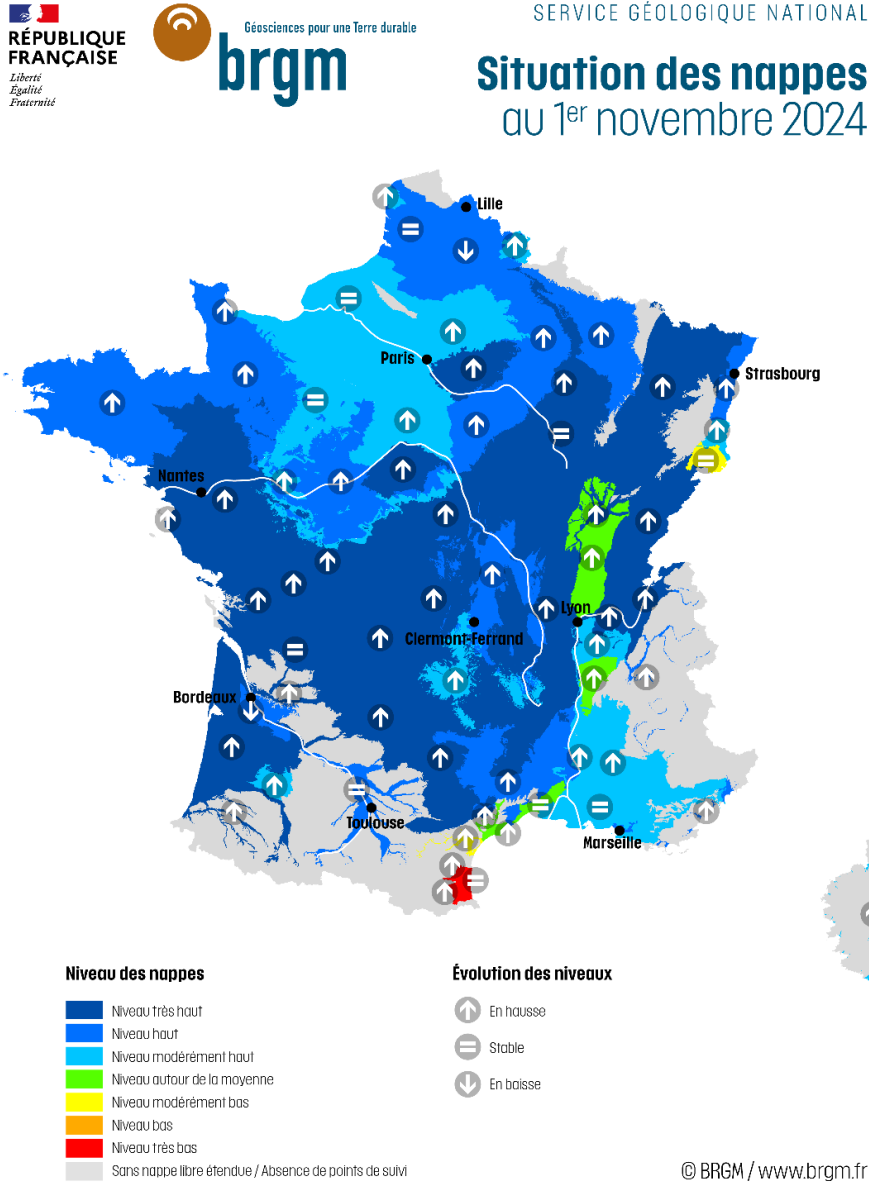 RÉPUBLIQUE
FRANÇAISE
Liberté
Égalité
Fraternité
Géosciences pour une Terre durable
brgm
SERVICE GÉOLOGIQUE NATIONAL
Situation des nappes
au 1er novembre 2024
Lille
Paris
Strasbourg
Nantes
Lyon
Clermont-Ferrand
Bordeaux
Toulouse
Marseille
Niveau des nappes
Niveau très haut
Niveau haut
Niveau modérément haut
Niveau autour de la moyenne
Niveau modérément bas
Niveau bas
Niveau très bas
Sans nappe libre étendue / Absence de points de suivi
Évolution des niveaux
En hausse
Stable
En baisse
© BRGM / www.brgm.fr